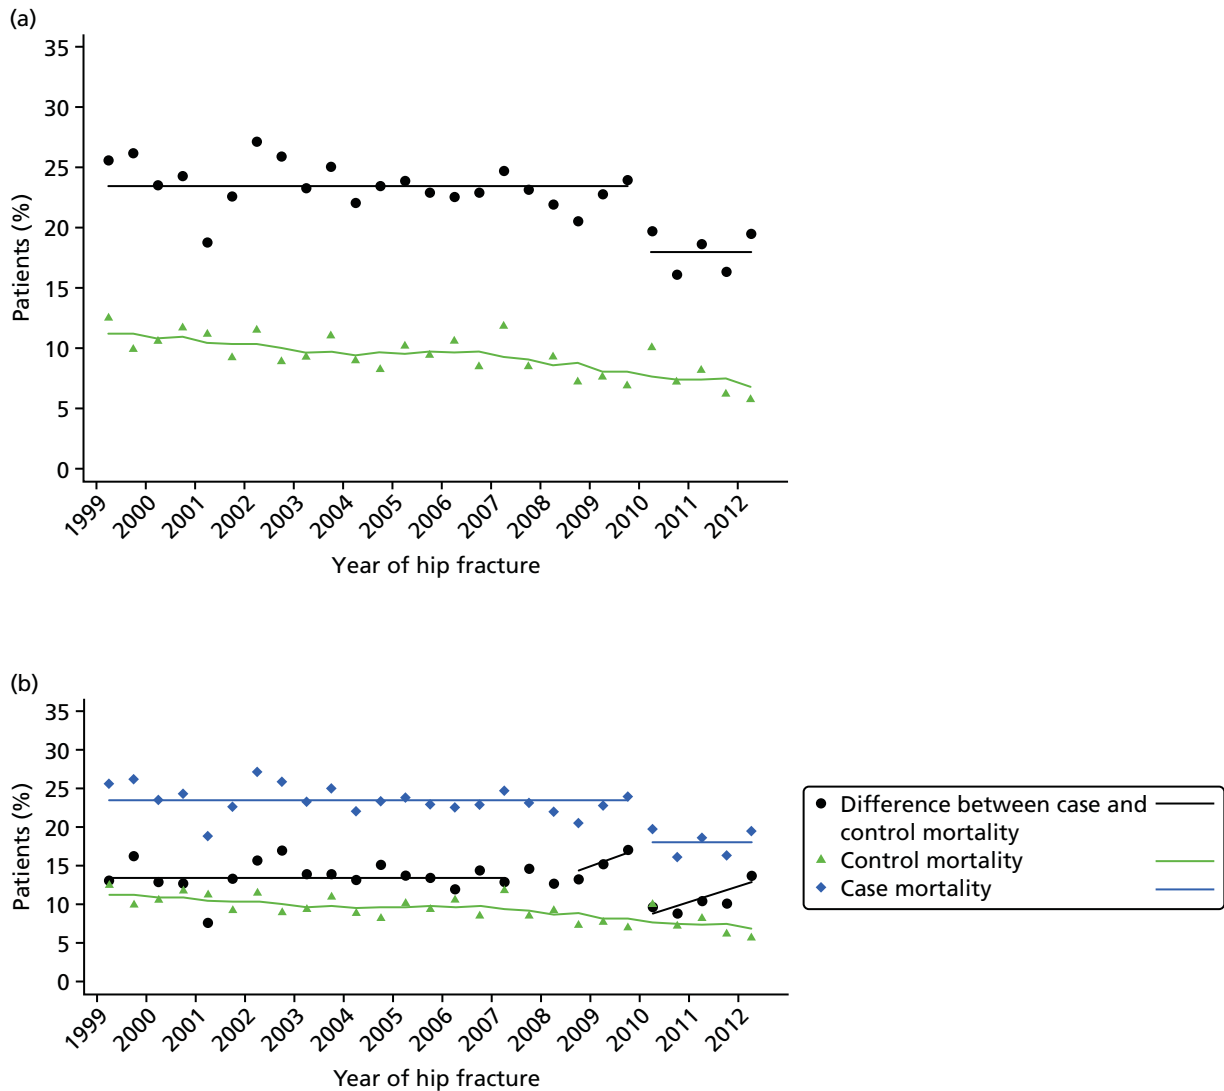 (a)
35
30
25
20
15
10
5
0
Patients (%)
1999 2000 2001 2002 2003 2004 2005 2006 2007 2008 2009 2010 2011 2012
Year of hip fracture
(b)
35
30
25
20
15
10
5
0
Patients (%)
1999 2000 2001 2002 2003 2004 2005 2006 2007 2008 2009 2010 2011 2012
Year of hip fracture
Difference between case and
control mortality
Control mortality
Case mortality